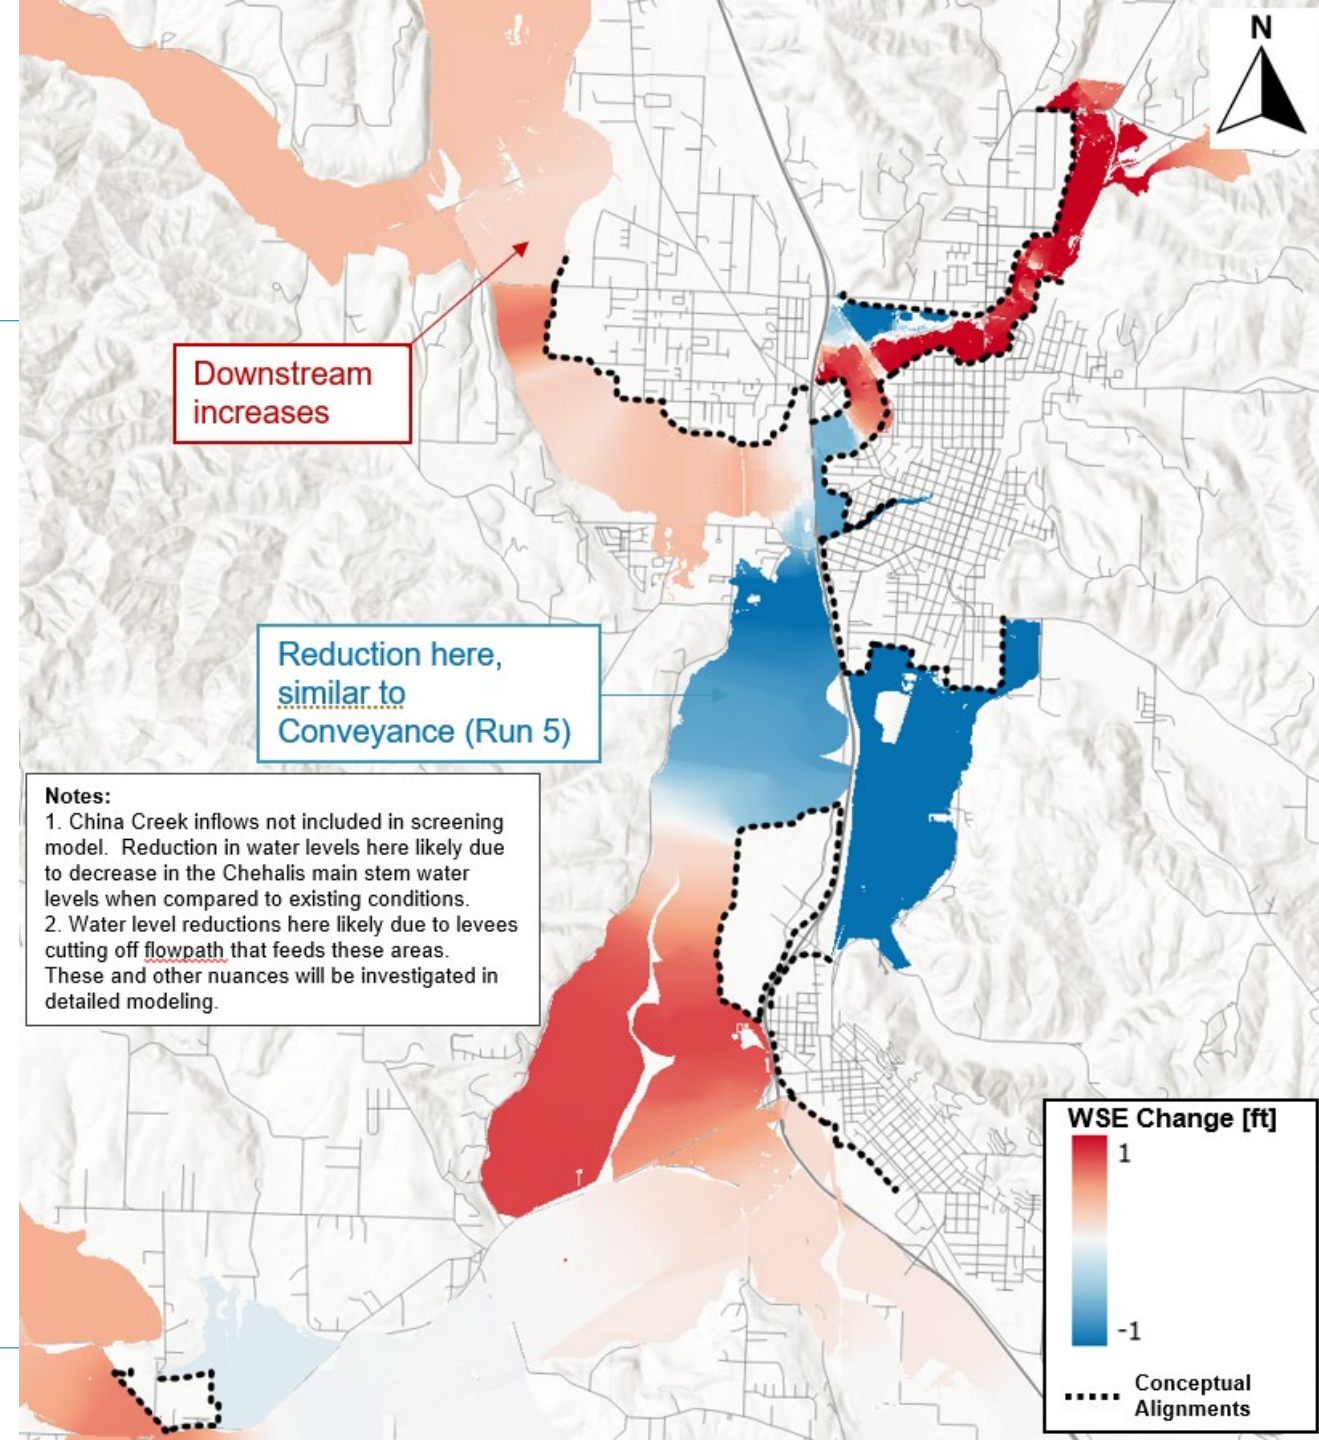 N
Downstream
increases
Reduction here,
similar to
Conveyance (Run 5)
Notes:
1. China Creek inflows not included in screening
model.  Reduction in water levels here likely due
to decrease in the Chehalis main stem water
levels when compared to existing conditions.
2. Water level reductions here likely due to levees
cutting off flowpath that feeds these areas.
These and other nuances will be investigated in
detailed modeling.
WSE Change [ft]
1
-1
Conceptual
Alignments